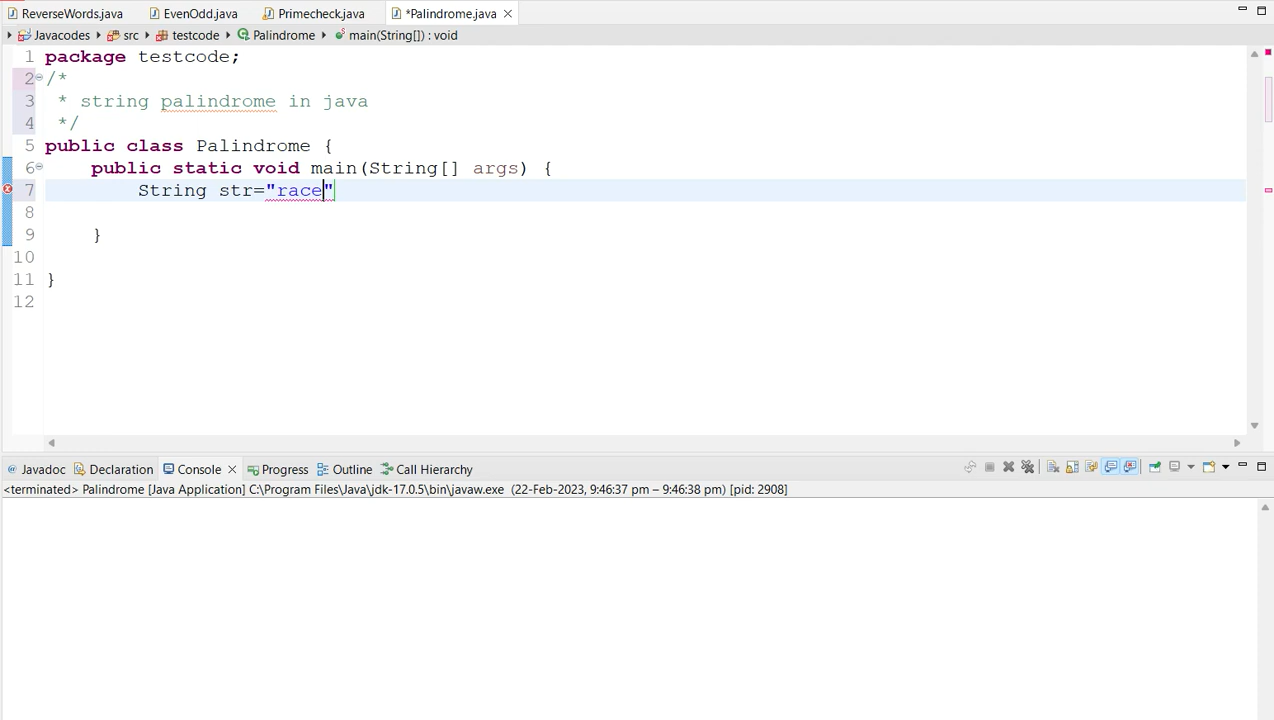 ReverseWords.java EvenOdd.java Primecheck.java *Palindrome.java
Javacodes src testcode Palindrome main(String[]) : void
1 package testcode;
2 /*
3 * string palindrome in java
4 */
5 public class Palindrome {
6 public static void main(String[] args) {
7 String str="race"
8
9 }
10
11 }
12
Javadoc Declaration Console Progress Outline Call Hierarchy
<terminated> Palindrome [Java Application] C:\Program Files\Java\jdk-17.0.5\bin\javaw.exe (22-Feb-2023, 9:46:37 pm – 9:46:38 pm) [pid: 2908]